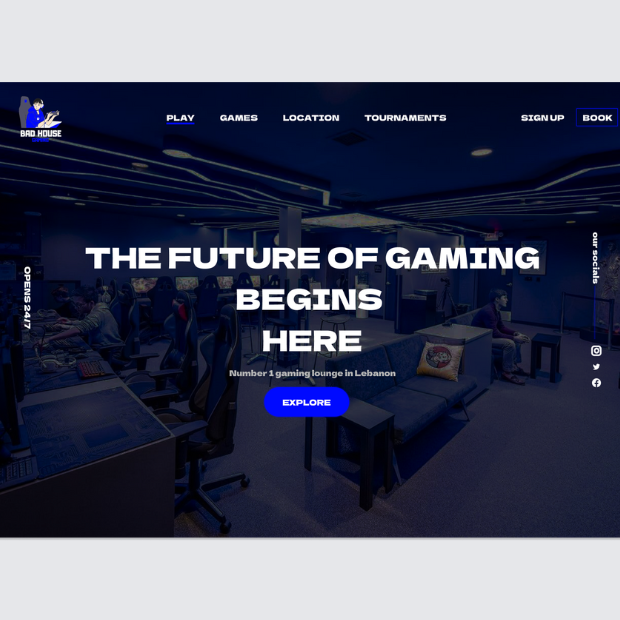 BAD HOUSE
PLAY
GAMES
LOCATION
TOURNAMENTS
SIGN UP
BOOK
THE FUTURE OF GAMING
BEGINS
HERE
Number 1 gaming lounge in Lebanon
EXPLORE
OPENS 24/7
our socials